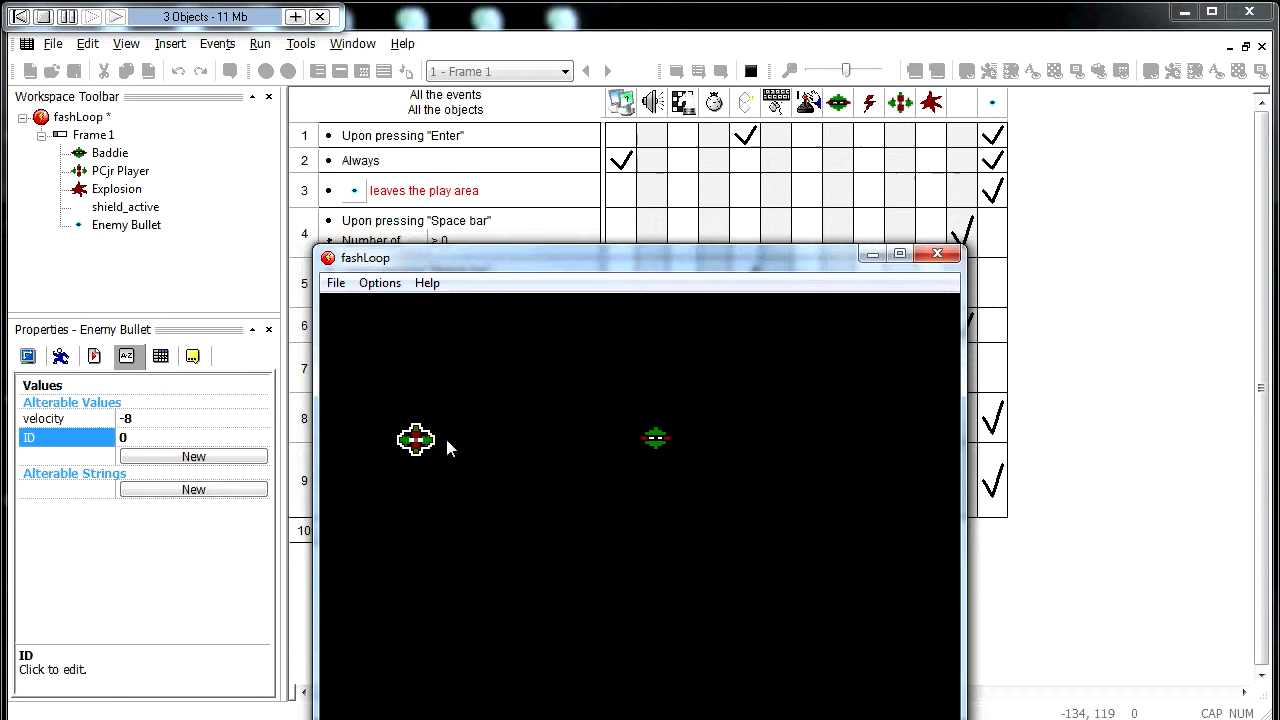 3 Objects - 11 Mb
File Edit View Insert Events Run Tools Window Help
1 - Frame 1
Workspace Toolbar
fashLoop *
Frame 1
Baddie
PCjr Player
Explosion
shield_active
Enemy Bullet
Properties - Enemy Bullet
A-Z
Values
Alterable Values
velocity -8
ID 0
New
Alterable Strings
New
ID
Click to edit.
All the events
All the objects
1 Upon pressing "Enter"
2 Always
3 leaves the play area
4 Upon pressing "Space bar"
+ Number of > 0
5
6
7
8
9
10
fashLoop
File Options Help
-134, 119 0 CAP NUM